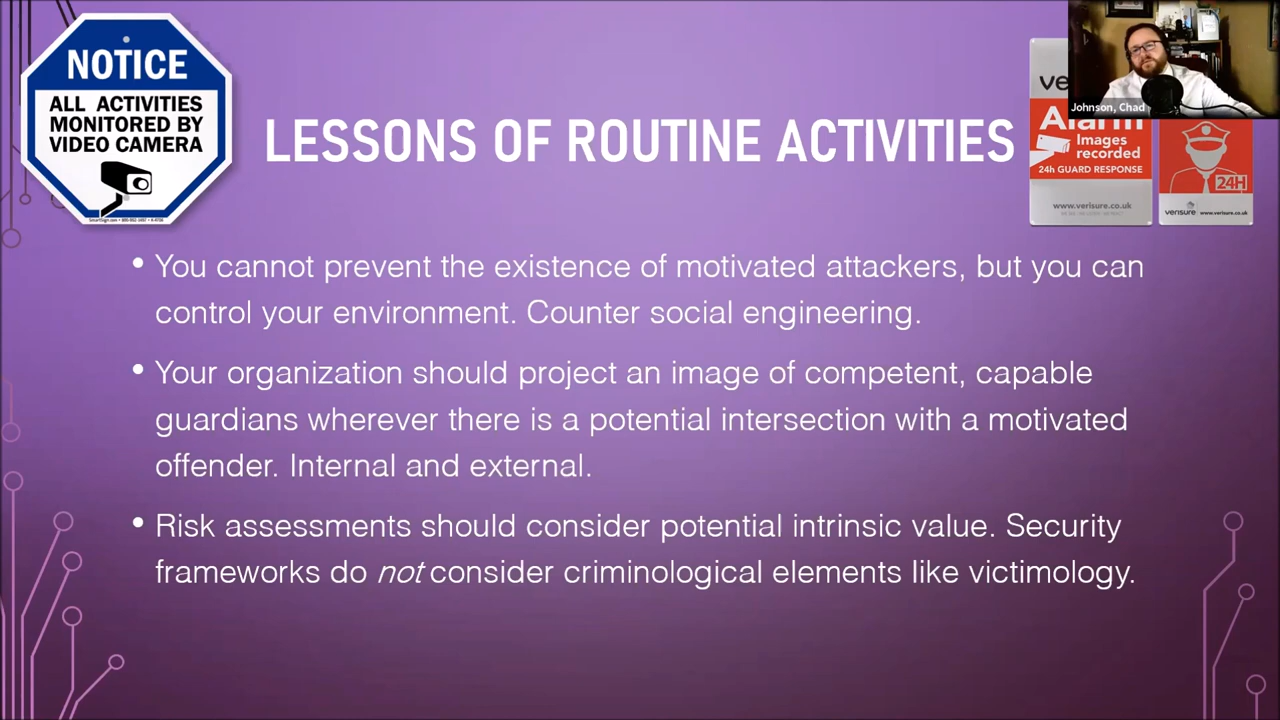 NOTICE
ALL ACTIVITIES
MONITORED BY
VIDEO CAMERA
LESSONS OF ROUTINE ACTIVITIES
ve
Alarm
Images
recorded
24h GUARD RESPONSE
www.verisure.co.uk
24H
verisure www.verisure.co.uk
Johnson, Chad
• You cannot prevent the existence of motivated attackers, but you can
control your environment. Counter social engineering.
• Your organization should project an image of competent, capable
guardians wherever there is a potential intersection with a motivated
offender. Internal and external.
• Risk assessments should consider potential intrinsic value. Security
frameworks do not consider criminological elements like victimology.